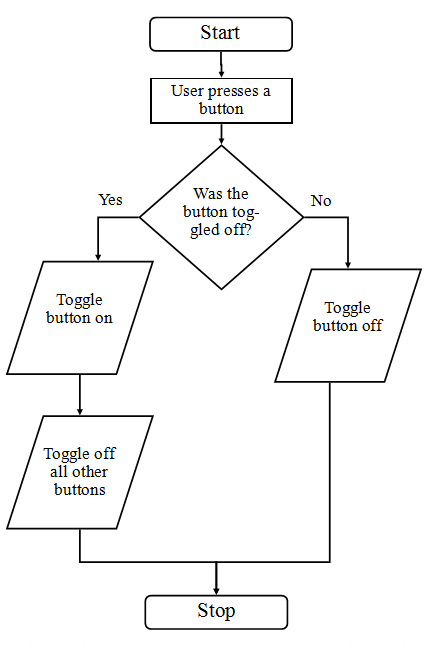 Start
User presses a
button
Was the
button tog-
gled off?
Yes
No
Toggle
button on
Toggle
button off
Toggle off
all other
buttons
Stop